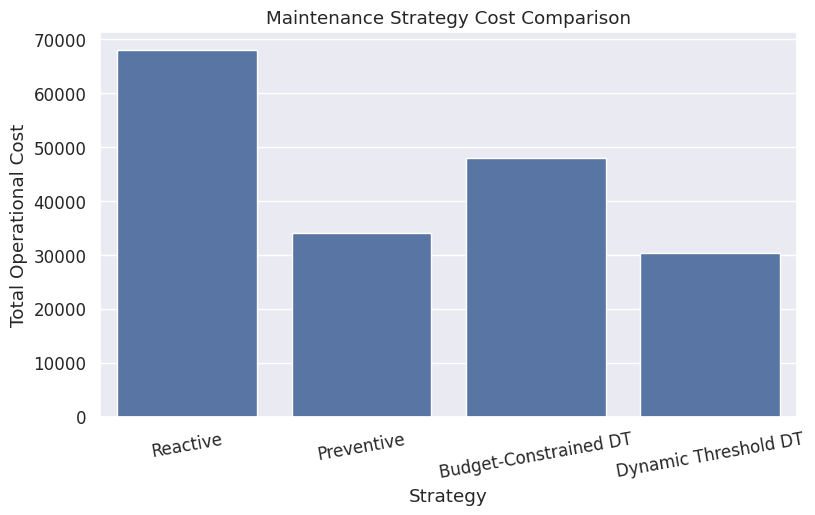 Maintenance Strategy Cost Comparison
Total Operational Cost
70000
60000
50000
40000
30000
20000
10000
0
Reactive
Preventive
Budget-Constrained DT
Dynamic Threshold DT
Strategy